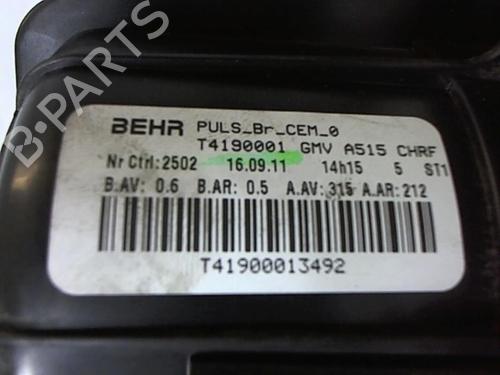 BEHR PULS_Br_CEM_0
T4190001 GMV A515 CHRF
Nr Ctrl:2502 16.09.11 14h15 5 ST1
B.AV: 0.6 B.AR: 0.5 A.AV: 315 A.AR: 212
T41900013492
B-PARTS